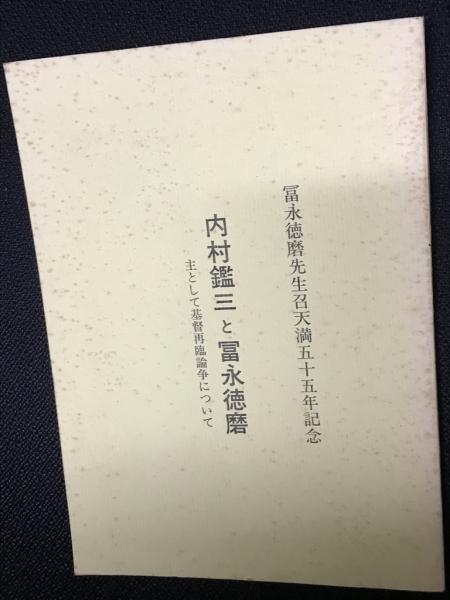 冨永徳磨先生召天満五十五年記念
内村鑑三と冨永徳磨
主として基督再臨論争について